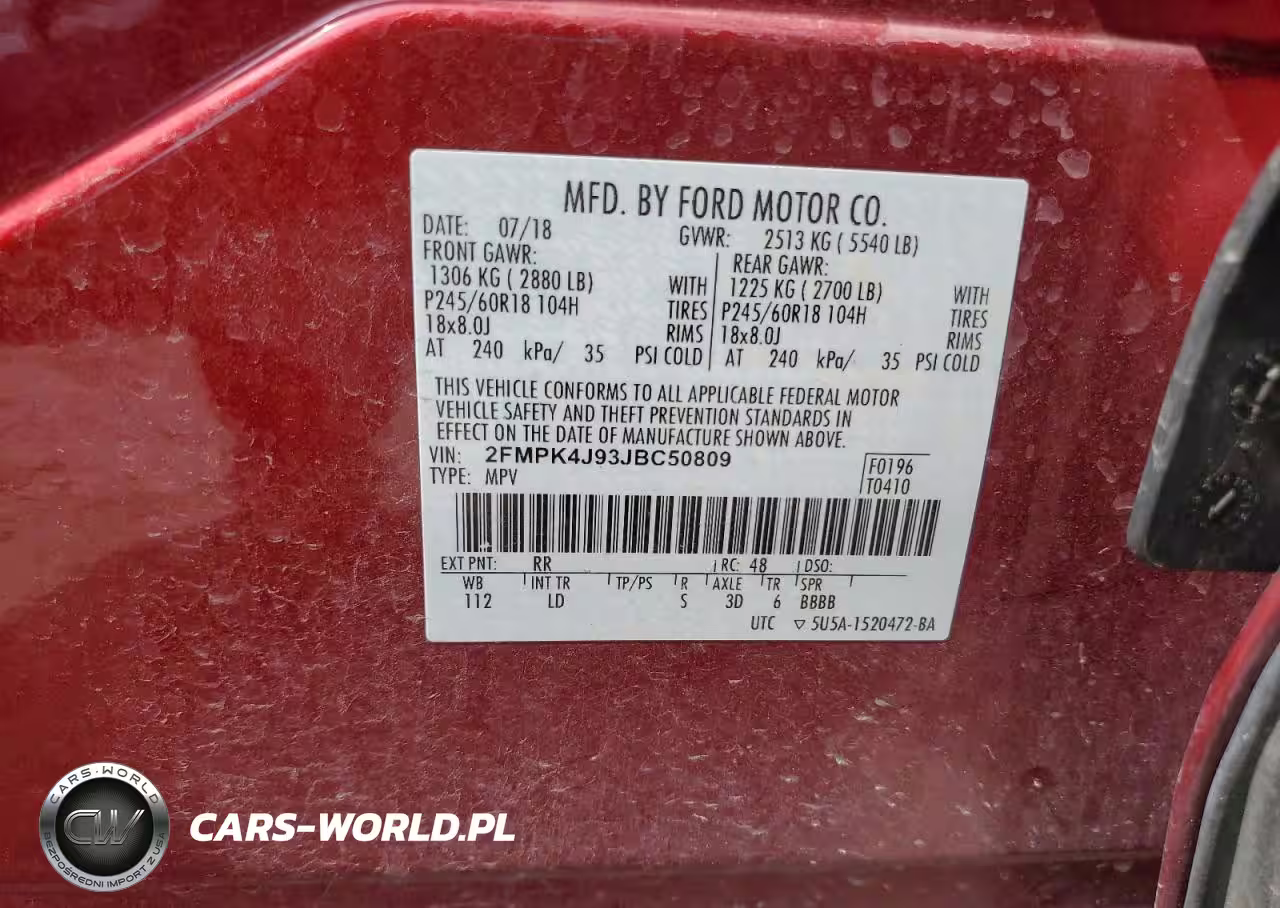 MFD. BY FORD MOTOR CO.
DATE: 07/18 GVWR: 2513 KG ( 5540 LB)
FRONT GAWR: REAR GAWR:
1306 KG ( 2880 LB) WITH 1225 KG ( 2700 LB) WITH
P245/60R18 104H TIRES P245/60R18 104H TIRES
18x8.0J RIMS 18x8.0J RIMS
AT 240 kPa/ 35 PSI COLD AT 240 kPa/ 35 PSI COLD
THIS VEHICLE CONFORMS TO ALL APPLICABLE FEDERAL MOTOR
VEHICLE SAFETY AND THEFT PREVENTION STANDARDS IN
EFFECT ON THE DATE OF MANUFACTURE SHOWN ABOVE.
VIN: 2FMPK4J93JBC50809
TYPE: MPV
F0196
T0410
EXT PNT: RR RC: 48 DSO:
WB INT TR TP/PS R AXLE TR SPR
112 LD S 3D 6 BBBB
UTC ▽ 5U5A-1520472-BA
CARS-WORLD
CW
BEZPOŚREDNI IMPORT Z USA
CARS-WORLD.PL